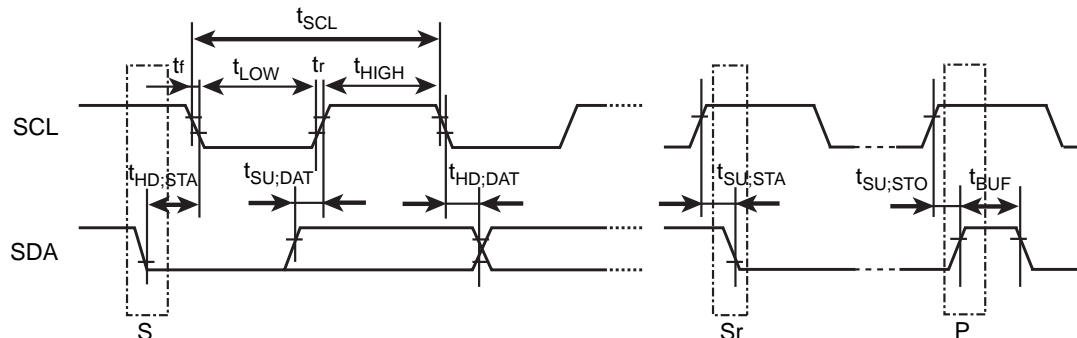 tSCL
tf tLOW tr tHIGH
SCL
tHD;STA tSU;DAT tHD;DAT tSU;STA tSU;STO tBUF
SDA
S Sr P